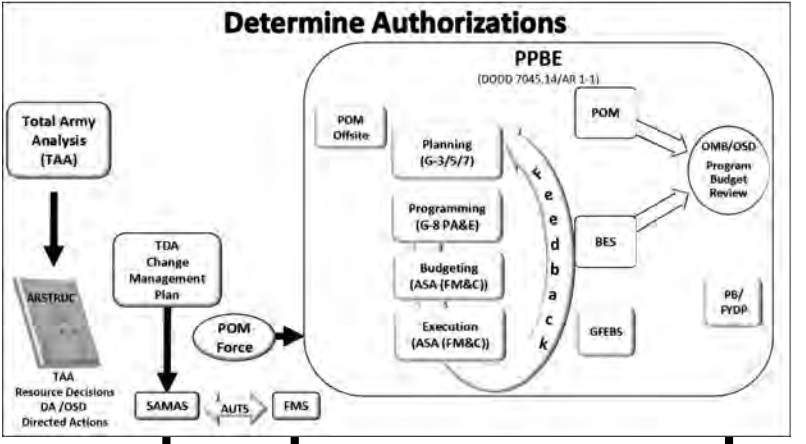 Determine Authorizations
PPBE
(DODD 7045.14/AR 1-1)
Total Army
Analysis
(TAA)
POM
Offsite
Planning
(G-3/5/7)
Programming
(G-8 PA&E)
Budgeting
(ASA (FM&C))
Execution
(ASA (FM&C))
Feedback
POM
BES
GFEBS
OMB/OSD
Program
Budget
Review
PB/
FYDP
TDA
Change
Management
Plan
POM
Force
ARSTRUC
TAA
Resource Decisions
DA /OSD
Directed Actions
SAMAS
AUTS
FMS